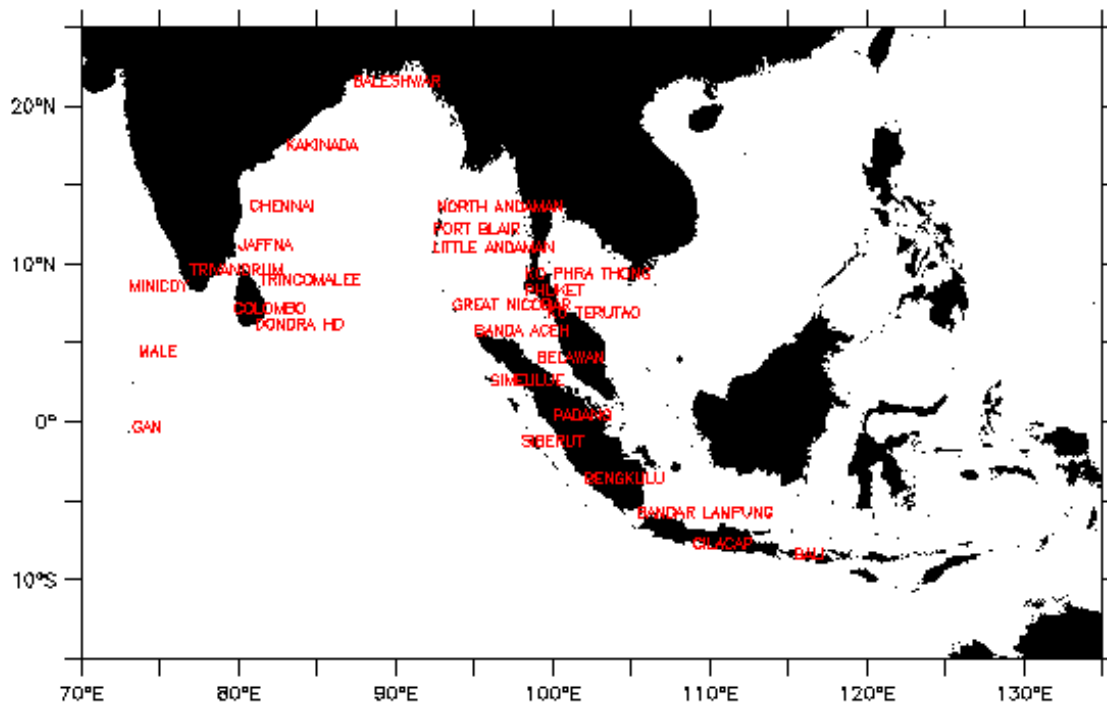 BALESHWAR
20°N
KAKINADA
CHENNAI
NORTH ANDAMAN
PORT BLAIR
JAFFNA
LITTLE ANDAMAN
10°N
TRIVANDRUM
KO PHRA THONG
TRINCOMALEE
MINICOY
PHUKET
COLOMBO
GREAT NICOBAR
KO TERUTAO
DONDRA HD
BANDA ACEH
MALE
BELAWAN
SIMEULUE
PADANG
0°
GAN
SIBERUT
BENGKULU
BANDAR LAMPUNG
CILACAP
BALI
10°S
70°E 80°E 90°E 100°E 110°E 120°E 130°E